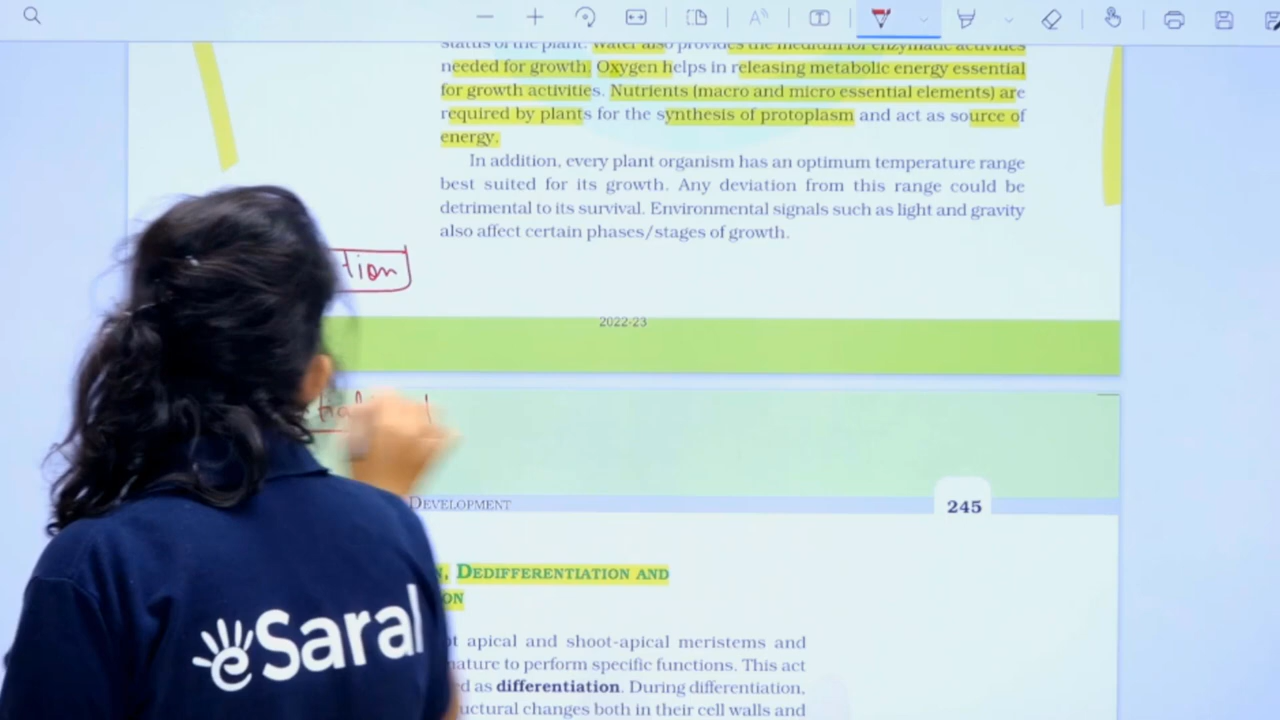 status of the plant. Water also provides the medium for enzymatic activities
needed for growth. Oxygen helps in releasing metabolic energy essential
for growth activities. Nutrients (macro and micro essential elements) are
required by plants for the synthesis of protoplasm and act as source of
energy.
In addition, every plant organism has an optimum temperature range
best suited for its growth. Any deviation from this range could be
detrimental to its survival. Environmental signals such as light and gravity
also affect certain phases/stages of growth.
tion
2022-23
DEVELOPMENT
245
, DEDIFFERENTIATION AND
ON
apical and shoot-apical meristems and
mature to perform specific functions. This act
as differentiation. During differentiation,
structural changes both in their cell walls and
eSaral